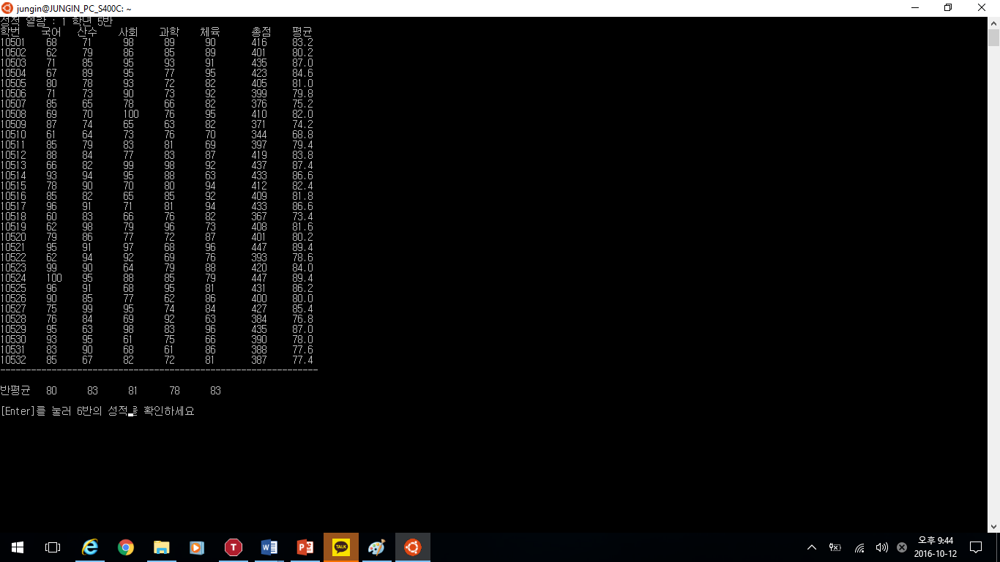 jungin@JUNGIN_PC_S400C: ~
성적 열람 : 1 학년 5반
학번 국어 산수 사회 과학 체육 총점 평균
10501 68 71 98 89 90 416 83.2
10502 62 79 86 85 89 401 80.2
10503 71 85 95 93 91 435 87.0
10504 67 89 95 77 95 423 84.6
10505 80 78 93 72 82 405 81.0
10506 71 73 90 73 92 399 79.8
10507 85 65 78 66 82 376 75.2
10508 69 70 100 76 95 410 82.0
10509 87 74 65 63 82 371 74.2
10510 61 64 73 76 70 344 68.8
10511 85 79 83 81 69 397 79.4
10512 88 84 77 83 87 419 83.8
10513 66 82 99 98 92 437 87.4
10514 93 94 95 88 63 433 86.6
10515 78 90 70 80 94 412 82.4
10516 85 82 65 85 92 409 81.8
10517 96 91 71 81 94 433 86.6
10518 60 83 66 76 82 367 73.4
10519 62 98 79 96 73 408 81.6
10520 79 86 77 72 87 401 80.2
10521 95 91 97 68 96 447 89.4
10522 62 94 92 69 76 393 78.6
10523 99 90 64 79 88 420 84.0
10524 100 95 88 85 79 447 89.4
10525 96 91 68 95 81 431 86.2
10526 90 85 77 62 86 400 80.0
10527 75 99 95 74 84 427 85.4
10528 76 84 69 92 63 384 76.8
10529 95 63 98 83 96 435 87.0
10530 93 95 61 75 66 390 78.0
10531 83 90 68 61 86 388 77.6
10532 85 67 82 72 81 387 77.4
--------------------------------------------------------------
반평균 80 83 81 78 83
[Enter]를 눌러 6반의 성적을 확인하세요
T
TALK
오후 9:44
2016-10-12